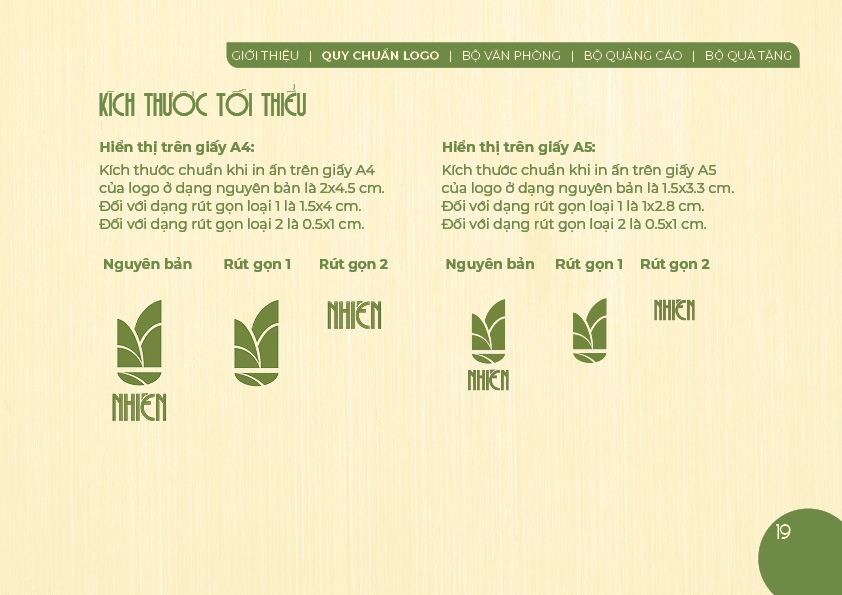 GIỚI THIỆU | QUY CHUẨN LOGO | BỘ VĂN PHÒNG | BỘ QUẢNG CÁO | BỘ QUÀ TẶNG
KÍCH THƯỚC TỐI THIỂU
Hiển thị trên giấy A4:
Kích thước chuẩn khi in ấn trên giấy A4
của logo ở dạng nguyên bản là 2x4.5 cm.
Đối với dạng rút gọn loại 1 là 1.5x4 cm.
Đối với dạng rút gọn loại 2 là 0.5x1 cm.
Nguyên bản Rút gọn 1 Rút gọn 2
NHIÊN
NHIÊN
Hiển thị trên giấy A5:
Kích thước chuẩn khi in ấn trên giấy A5
của logo ở dạng nguyên bản là 1.5x3.3 cm.
Đối với dạng rút gọn loại 1 là 1x2.8 cm.
Đối với dạng rút gọn loại 2 là 0.5x1 cm.
Nguyên bản Rút gọn 1 Rút gọn 2
NHIÊN
NHIÊN
19